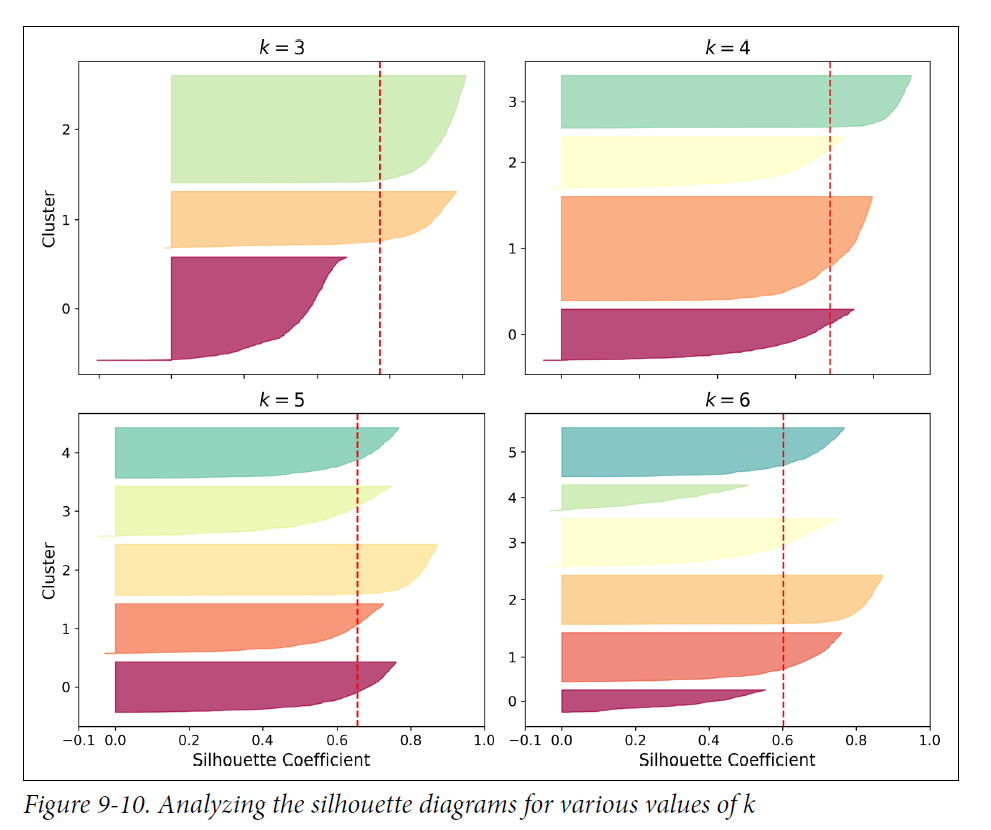 k = 3
k = 4
Cluster
2
1
0
3
2
1
0
k = 5
k = 6
Cluster
4
3
2
1
0
5
4
3
2
1
0
−0.1 0.0 0.2 0.4 0.6 0.8 1.0
−0.1 0.0 0.2 0.4 0.6 0.8 1.0
Silhouette Coefficient
Silhouette Coefficient
Figure 9-10. Analyzing the silhouette diagrams for various values of k